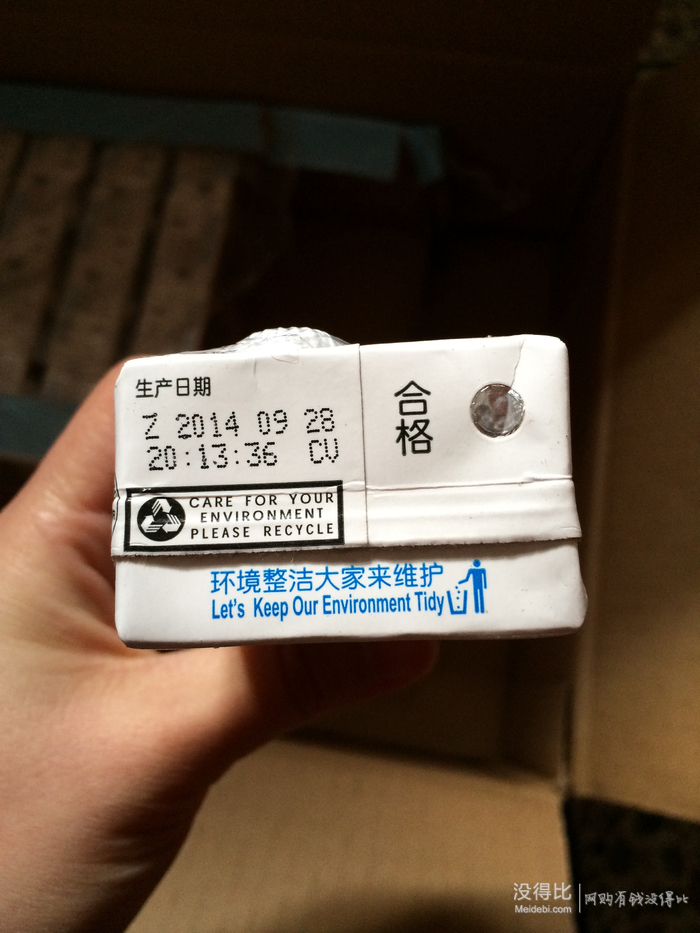 生产日期
Z 2014 09 28
20:13:36 CV
合格
CARE FOR YOUR
ENVIRONMENT
PLEASE RECYCLE
环境整洁大家来维护
Let's Keep Our Environment Tidy
没得比
Meidebi.com
网购有钱没得比